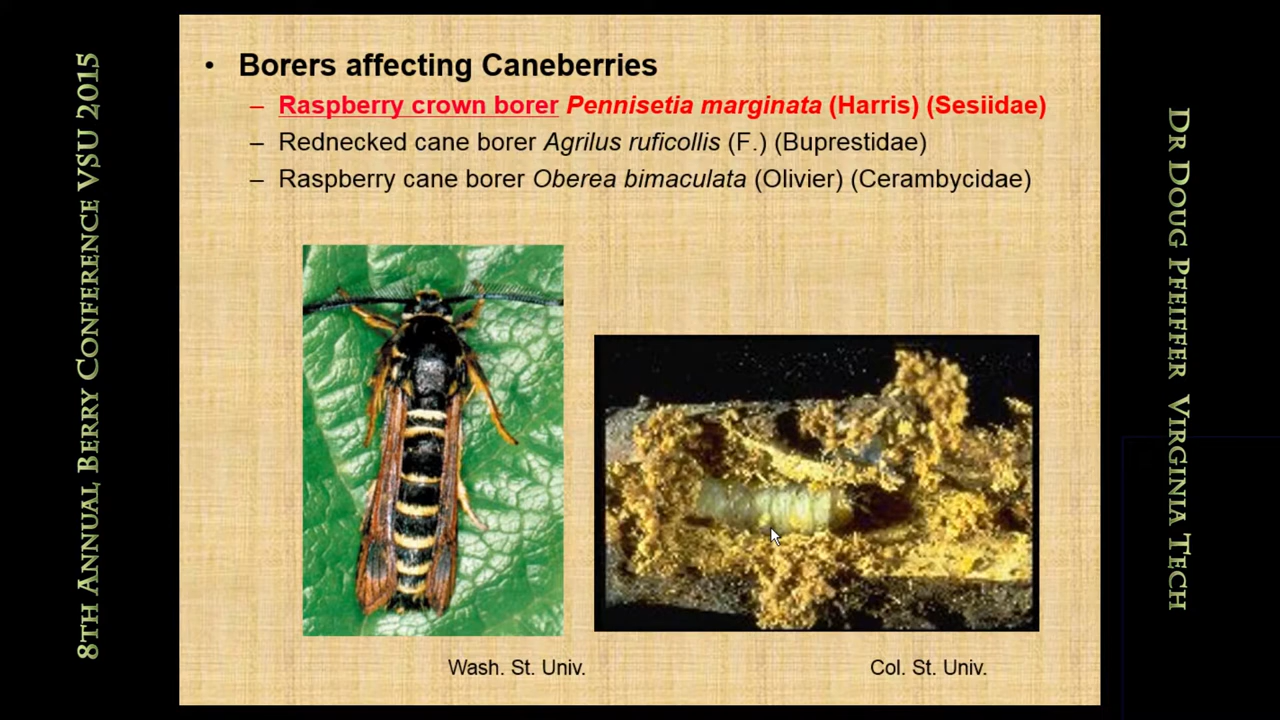 8th Annual Berry Conference VSU 2015
• Borers affecting Caneberries
– Raspberry crown borer Pennisetia marginata (Harris) (Sesiidae)
– Rednecked cane borer Agrilus ruficollis (F.) (Buprestidae)
– Raspberry cane borer Oberea bimaculata (Olivier) (Cerambycidae)
Wash. St. Univ.
Col. St. Univ.
Dr Doug Pfeiffer Virginia Tech